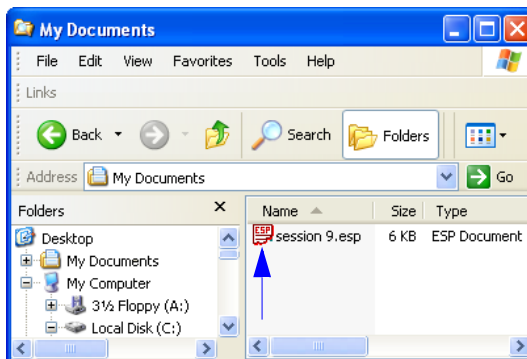 My Documents
File Edit View Favorites Tools Help
Links
Back Search Folders
Address My Documents Go
Folders Name Size Type
Desktop ESP session 9.esp 6 KB ESP Document
My Documents
My Computer
3½ Floppy (A:)
Local Disk (C:)